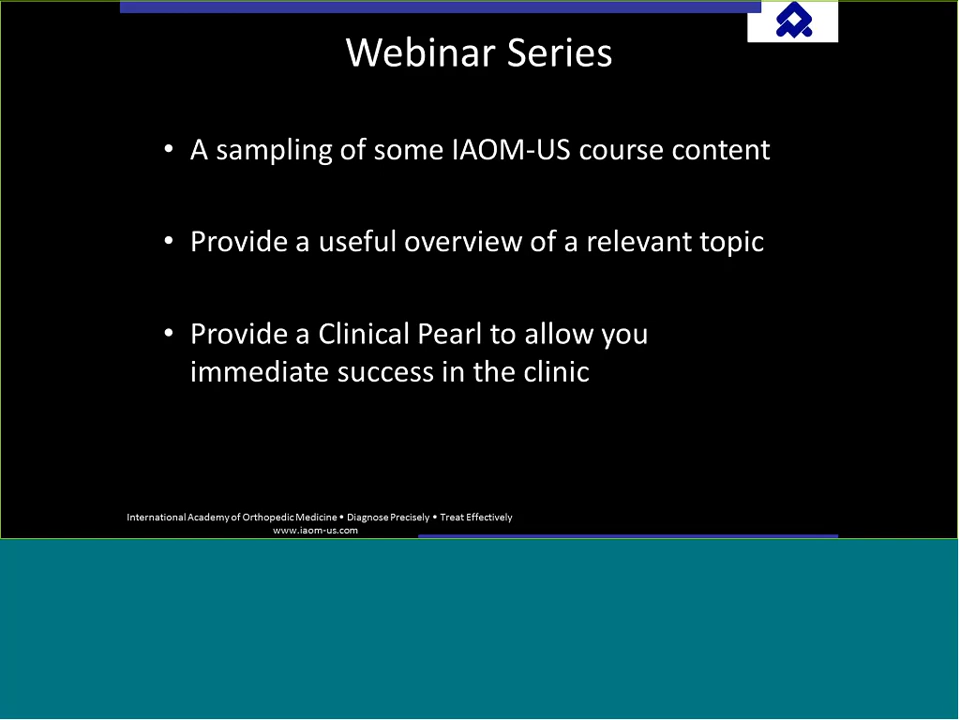 Webinar Series
• A sampling of some IAOM-US course content
• Provide a useful overview of a relevant topic
• Provide a Clinical Pearl to allow you
immediate success in the clinic
International Academy of Orthopedic Medicine • Diagnose Precisely • Treat Effectively
www.iaom-us.com